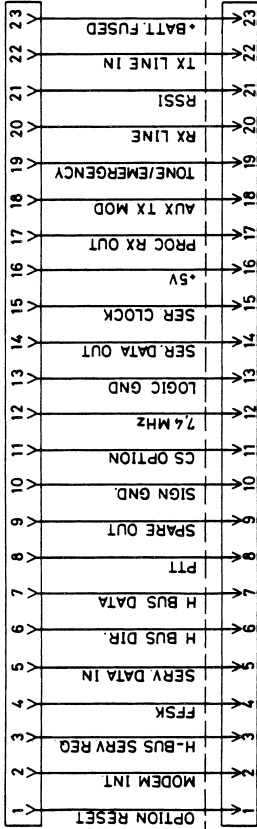 23 +BATT.FUSED 23
22 TX LINE IN 22
21 RSSI 21
20 RX LINE 20
19 TONE/EMERGENCY 19
18 AUX TX MOD 18
17 PROC RX OUT 17
16 +5V 16
15 SER. CLOCK 15
14 SER. DATA OUT 14
13 LOGIC GND 13
12 7,4 MHz 12
11 CS OPTION 11
10 SIGN GND. 10
9 SPARE OUT 9
8 PTT 8
7 H BUS DATA 7
6 H BUS DIR. 6
5 SERV. DATA IN 5
4 FFSK 4
3 H-BUS SERV REQ. 3
2 MODEM INT. 2
1 OPTION RESET 1